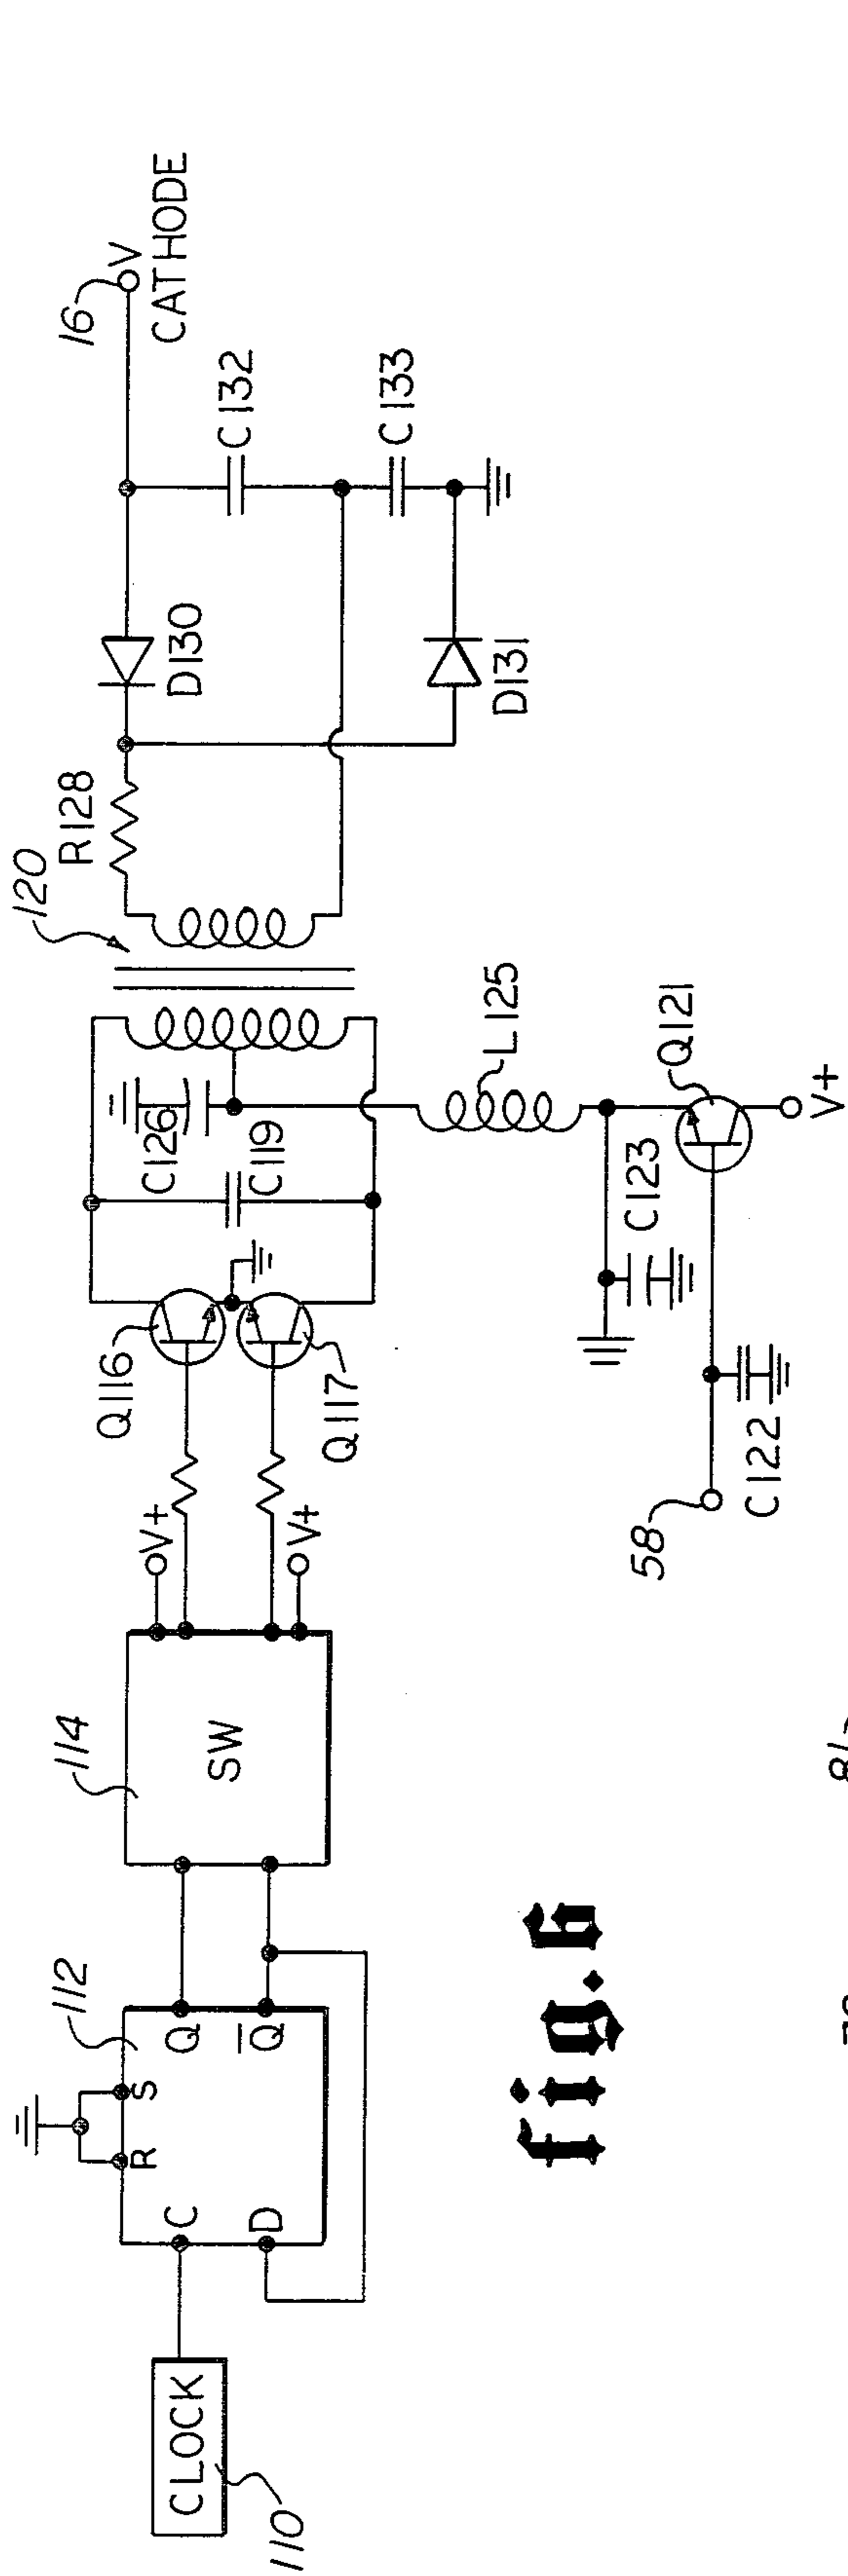 CLOCK
110
112
R
S
C
D
Q
Q̅
114
SW
V+
V+
Q116
Q117
C126
C119
120
R128
D130
D131
C132
C133
16
V
CATHODE
L125
Q121
V+
C123
C122
58
fig.6